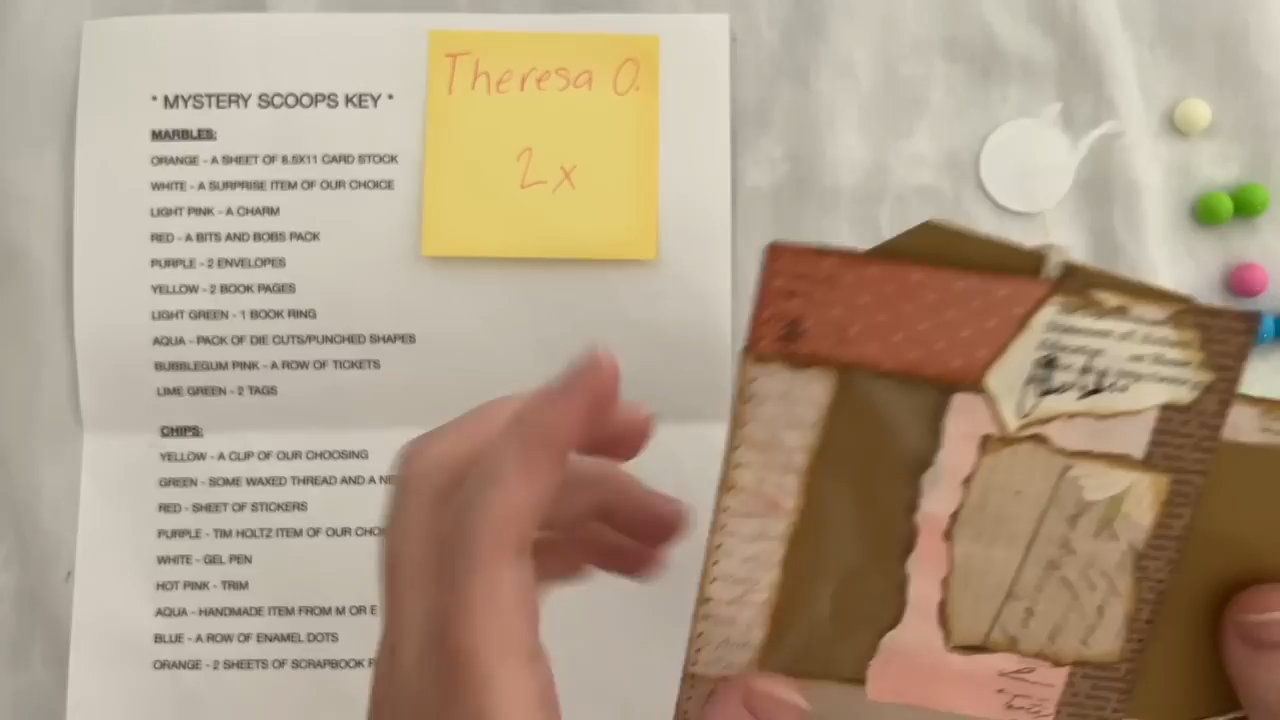 * MYSTERY SCOOPS KEY *
MARBLES:
ORANGE - A SHEET OF 8.5X11 CARD STOCK
WHITE - A SURPRISE ITEM OF OUR CHOICE
LIGHT PINK - A CHARM
RED - A BITS AND BOBS PACK
PURPLE - 2 ENVELOPES
YELLOW - 2 BOOK PAGES
LIGHT GREEN - 1 BOOK RING
AQUA - PACK OF DIE CUTS/PUNCHED SHAPES
BUBBLEGUM PINK - A ROW OF TICKETS
LIME GREEN - 2 TAGS
CHIPS:
YELLOW - A CLIP OF OUR CHOOSING
GREEN - SOME WAXED THREAD AND A NE
RED - SHEET OF STICKERS
PURPLE - TIM HOLTZ ITEM OF OUR CHO
WHITE - GEL PEN
HOT PINK - TRIM
AQUA - HANDMADE ITEM FROM M OR E
BLUE - A ROW OF ENAMEL DOTS
ORANGE - 2 SHEETS OF SCRAPBOOK
Theresa O.
2x